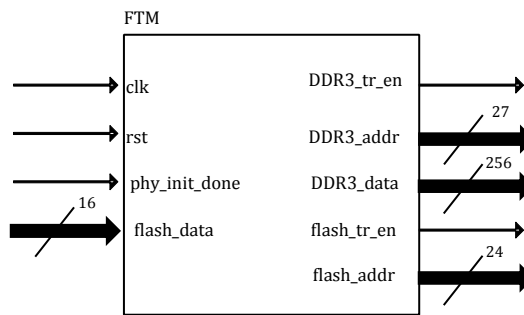 FTM
clk
DDR3_tr_en
27
rst
DDR3_addr
256
phy_init_done
DDR3_data
16
flash_data
flash_tr_en
24
flash_addr